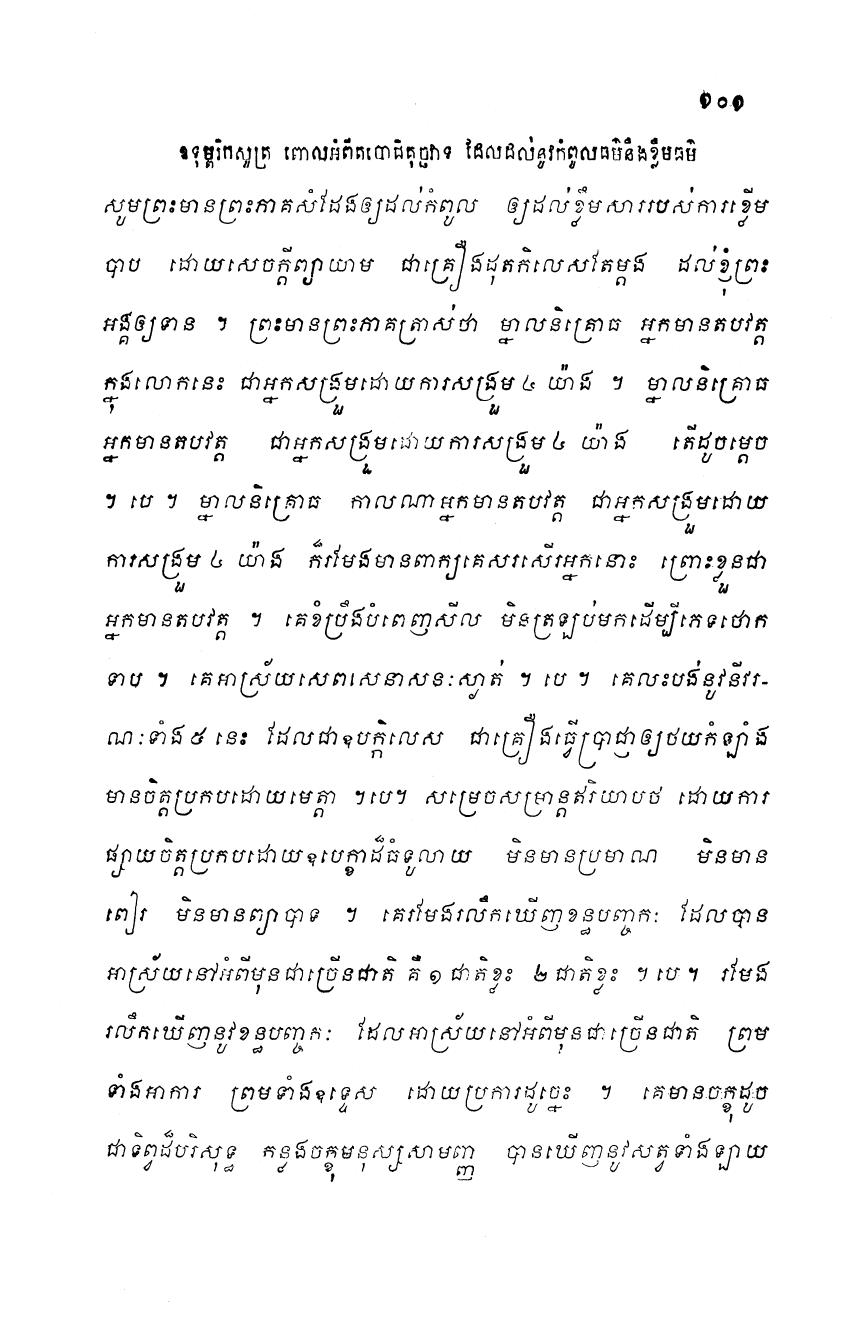 ១០១
ឧទុម្ពរិកសូត្រ ពោលអំពីតបោជិគុច្ឆវាទ ដែលដល់នូវកំពូលធម៌និងខ្លឹមធម៌
សូមព្រះមានព្រះភាគសំដែងឲ្យដល់កំពូល ឲ្យដល់ខ្លឹមសាររបស់ការខ្ពើម
បាប ដោយសេចក្តីព្យាយាម ជាគ្រឿងដុតកិលេសតែម្តង ដល់ខ្ញុំព្រះ
អង្គឲ្យទាន ។ ព្រះមានព្រះភាគត្រាស់ថា ម្នាលនិគ្រោធ អ្នកមានតបវត្ត
ក្នុងលោកនេះ ជាអ្នកសង្រួមដោយការសង្រួម ៤ យ៉ាង ។ ម្នាលនិគ្រោធ
អ្នកមានតបវត្ត ជាអ្នកសង្រួមដោយការសង្រួម ៤ យ៉ាង តើដូចម្តេច
។ បេ ។ ម្នាលនិគ្រោធ កាលណាអ្នកមានតបវត្ត ជាអ្នកសង្រួមដោយ
ការសង្រួម ៤ យ៉ាង ក៏រមែងមានពាក្យគេសរសើរអ្នកនោះ ព្រោះខ្លួនជា
អ្នកមានតបវត្ត ។ គេខំប្រឹងបំពេញសីល មិនត្រឡប់មកដើម្បីភេទថោក
ទាប ។ គេអាស្រ័យសេពសេនាសនៈស្ងាត់ ។ បេ ។ គេលះបង់នូវនីវរ-
ណៈទាំង ៥ នេះ ដែលជាឧបក្កិលេស ជាគ្រឿងធ្វើប្រាជ្ញាឲ្យថយកំឡាំង
មានចិត្តប្រកបដោយមេត្តា ។បេ។ សម្រេចសម្រាន្តឥរិយាបថ ដោយការ
ផ្សាយចិត្តប្រកបដោយឧបេក្ខាដ៏ធំទូលាយ មិនមានប្រមាណ មិនមាន
ពៀរ មិនមានព្យាបាទ ។ គេរមែងរលឹកឃើញខន្ធបញ្ចកៈ ដែលបាន
អាស្រ័យនៅអំពីមុនជាច្រើនជាតិ គឺ ១ ជាតិខ្លះ ២ ជាតិខ្លះ ។ បេ ។ រមែង
រលឹកឃើញនូវខន្ធបញ្ចកៈ ដែលអាស្រ័យនៅអំពីមុនជាច្រើនជាតិ ព្រម
ទាំងអាការ ព្រមទាំងឧទ្ទេស ដោយប្រការដូច្នេះ ។ គេមានចក្ខុដូច
ជាទិព្វដ៏បរិសុទ្ធ កន្លងចក្ខុមនុស្សសាមញ្ញ បានឃើញនូវសត្វទាំងឡាយ